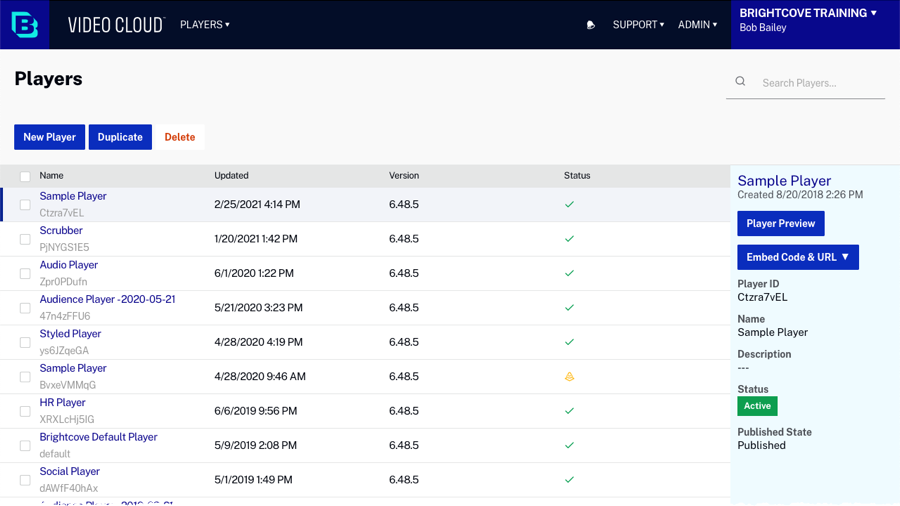 VIDEO CLOUD
PLAYERS
SUPPORT
ADMIN
BRIGHTCOVE TRAINING
Bob Bailey
Players
Search Players...
New Player
Duplicate
Delete
Name Updated Version Status
Sample Player
Ctzra7vEL
2/25/2021 4:14 PM 6.48.5
Scrubber
PjNYGS1E5
1/20/2021 1:42 PM 6.48.5
Audio Player
Zpr0PDufn
6/1/2020 1:22 PM 6.48.5
Audience Player - 2020-05-21
47n4zFFU6
5/21/2020 3:23 PM 6.48.5
Styled Player
ys6JZqeGA
4/28/2020 4:19 PM 6.48.5
Sample Player
BvxeVMMqG
4/28/2020 9:46 AM 6.48.5
HR Player
XRXLcHj5IG
6/6/2019 9:56 PM 6.48.5
Brightcove Default Player
default
5/9/2019 2:08 PM 6.48.5
Social Player
dAWfF40hAx
5/1/2019 1:49 PM 6.48.5
Sample Player
Created 8/20/2018 2:26 PM
Player Preview
Embed Code & URL
Player ID
Ctzra7vEL
Name
Sample Player
Description
---
Status
Active
Published State
Published